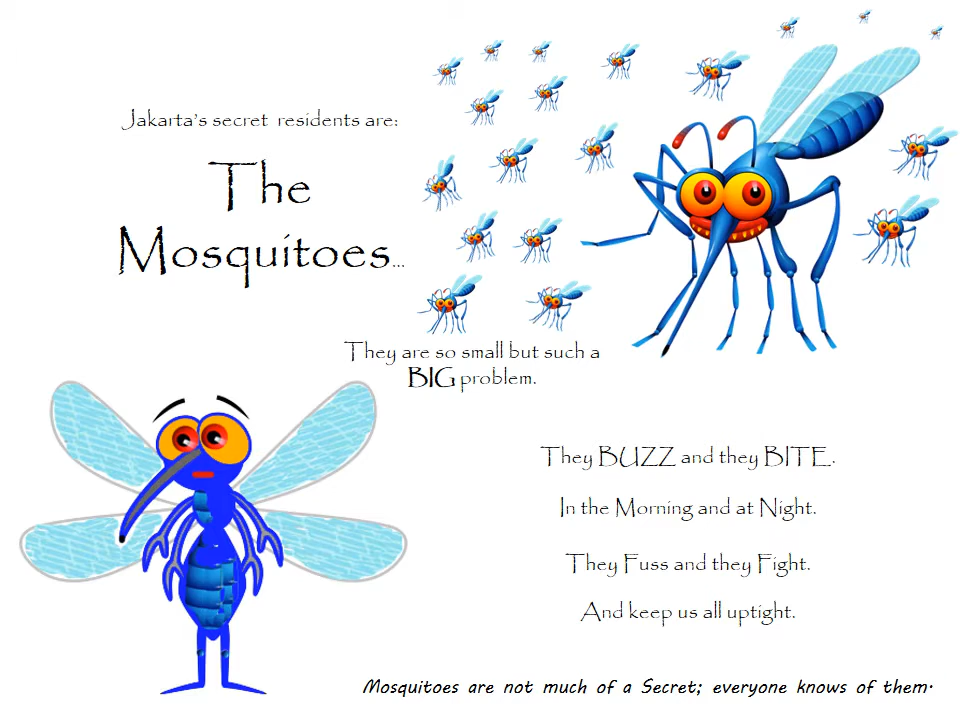 Jakarta's secret residents are:
The
Mosquitoes...
They are so small but such a
BIG problem.
They BUZZ and they BITE.
In the Morning and at Night.
They Fuss and they Fight.
And keep us all uptight.
Mosquitoes are not much of a Secret; everyone knows of them.